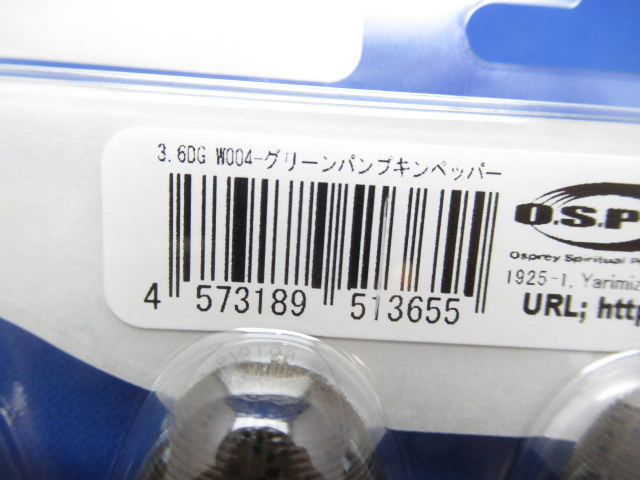 3.6DG W004-グリーンパンプキンペッパー
4 573189 513655
O.S.P
Osprey Spiritual
1925-1, Yarimiz
URL; http